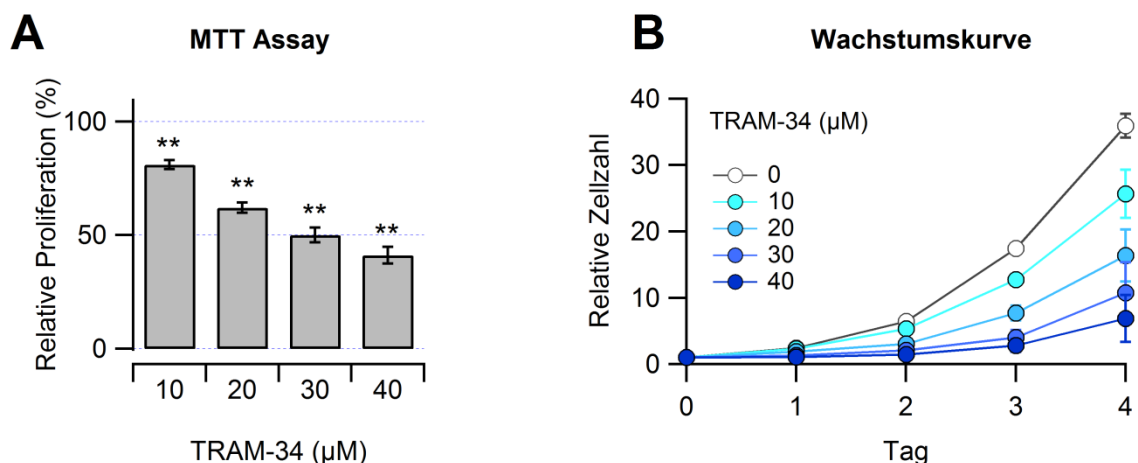 A
MTT Assay
Relative Proliferation (%)
100
50
0
**
**
**
**
10 20 30 40
TRAM-34 (µM)
B
Wachstumskurve
Relative Zellzahl
40
30
20
10
0
TRAM-34 (µM)
0
10
20
30
40
0 1 2 3 4
Tag